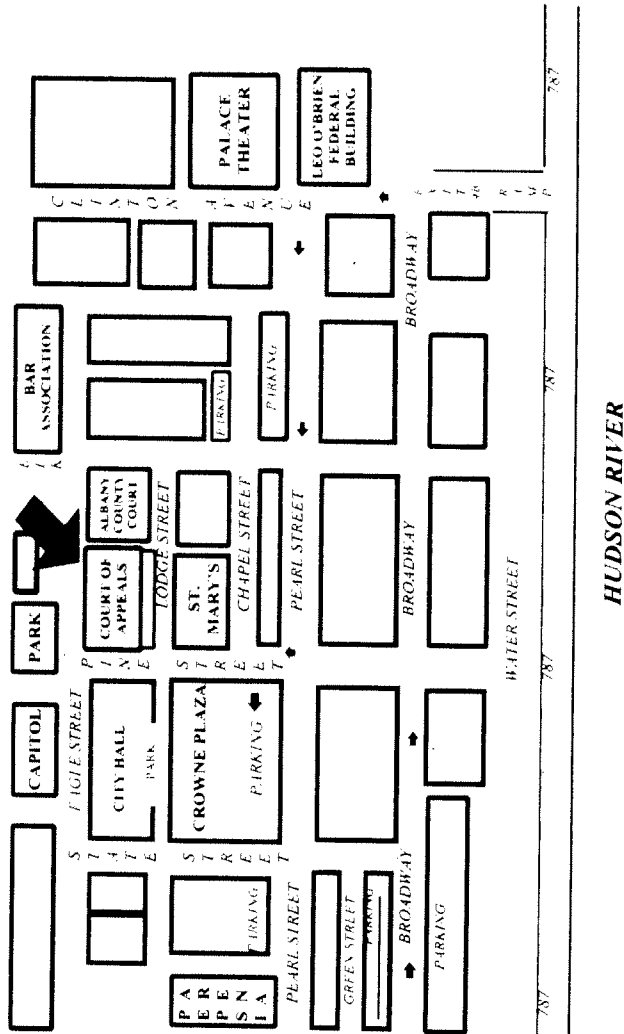 CLINTON AVENUE
PALACE
THEATER
LEO O'BRIEN
FEDERAL
BUILDING
787
BROADWAY
BAR
ASSOCIATION
PARKING
PARKING
787
ALBANY
COUNTY
COURT
LODGE STREET
CHAPEL STREET
PEARL STREET
BROADWAY
WATER STREET
HUDSON RIVER
PARK
COURT OF
APPEALS
ST.
MARY'S
PINE STREET
787
CAPITOL
EAGLE STREET
CITY HALL
PARK
CROWNE PLAZA
PARKING
STATE STREET
PARKING
PEARL STREET
GREEN STREET
PARKING
BROADWAY
PARKING
787